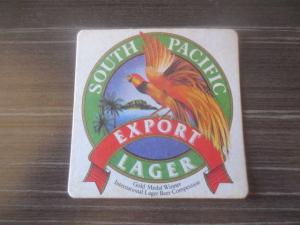 SOUTH PACIFIC
EXPORT
LAGER
Gold Medal Winner
International Lager Beer Competition